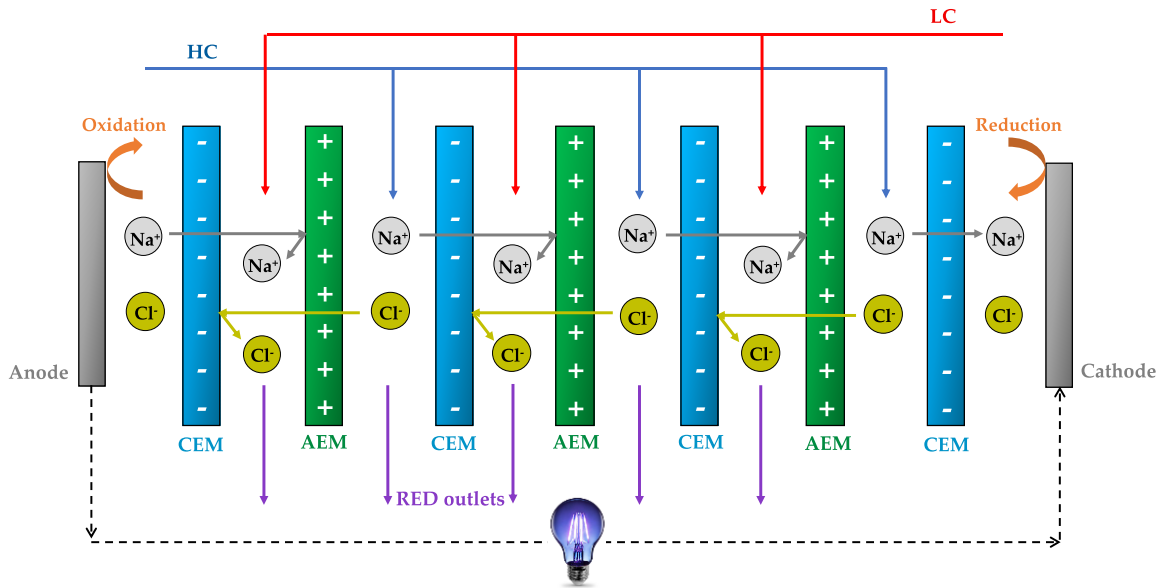 LC
HC
Oxidation
Reduction
- + - + - + -
- + - + - + -
- + - + - + -
Na⁺ Na⁺ Na⁺ Na⁺ Na⁺
- + - + - + -
Na⁺ Na⁺ Na⁺
- + - + - + -
Cl⁻ Cl⁻ Cl⁻ Cl⁻ Cl⁻
- + - + - + -
Cl⁻ Cl⁻ Cl⁻
- + - + - + -
Anode
Cathode
- + - + - + -
CEM AEM CEM AEM CEM AEM CEM
RED outlets